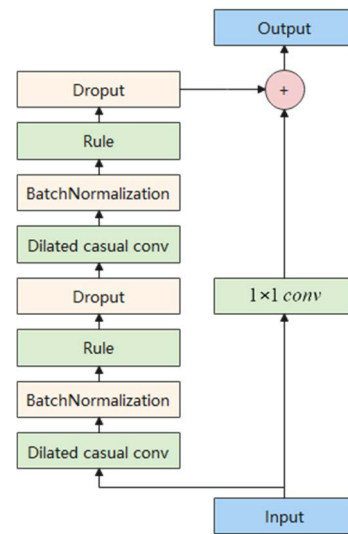 Output
Droput
+
Rule
BatchNormalization
Dilated casual conv
Droput
1×1 conv
Rule
BatchNormalization
Dilated casual conv
Input